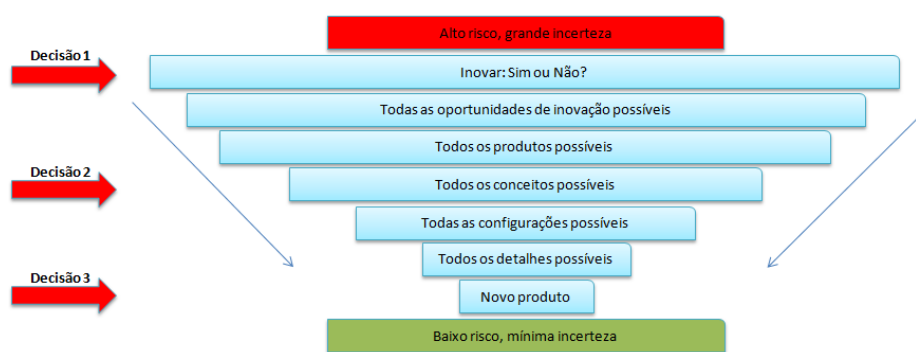 Alto risco, grande incerteza
Decisão 1
Inovar: Sim ou Não?
Todas as oportunidades de inovação possíveis
Todos os produtos possíveis
Decisão 2
Todos os conceitos possíveis
Todas as configurações possíveis
Todos os detalhes possíveis
Decisão 3
Novo produto
Baixo risco, mínima incerteza